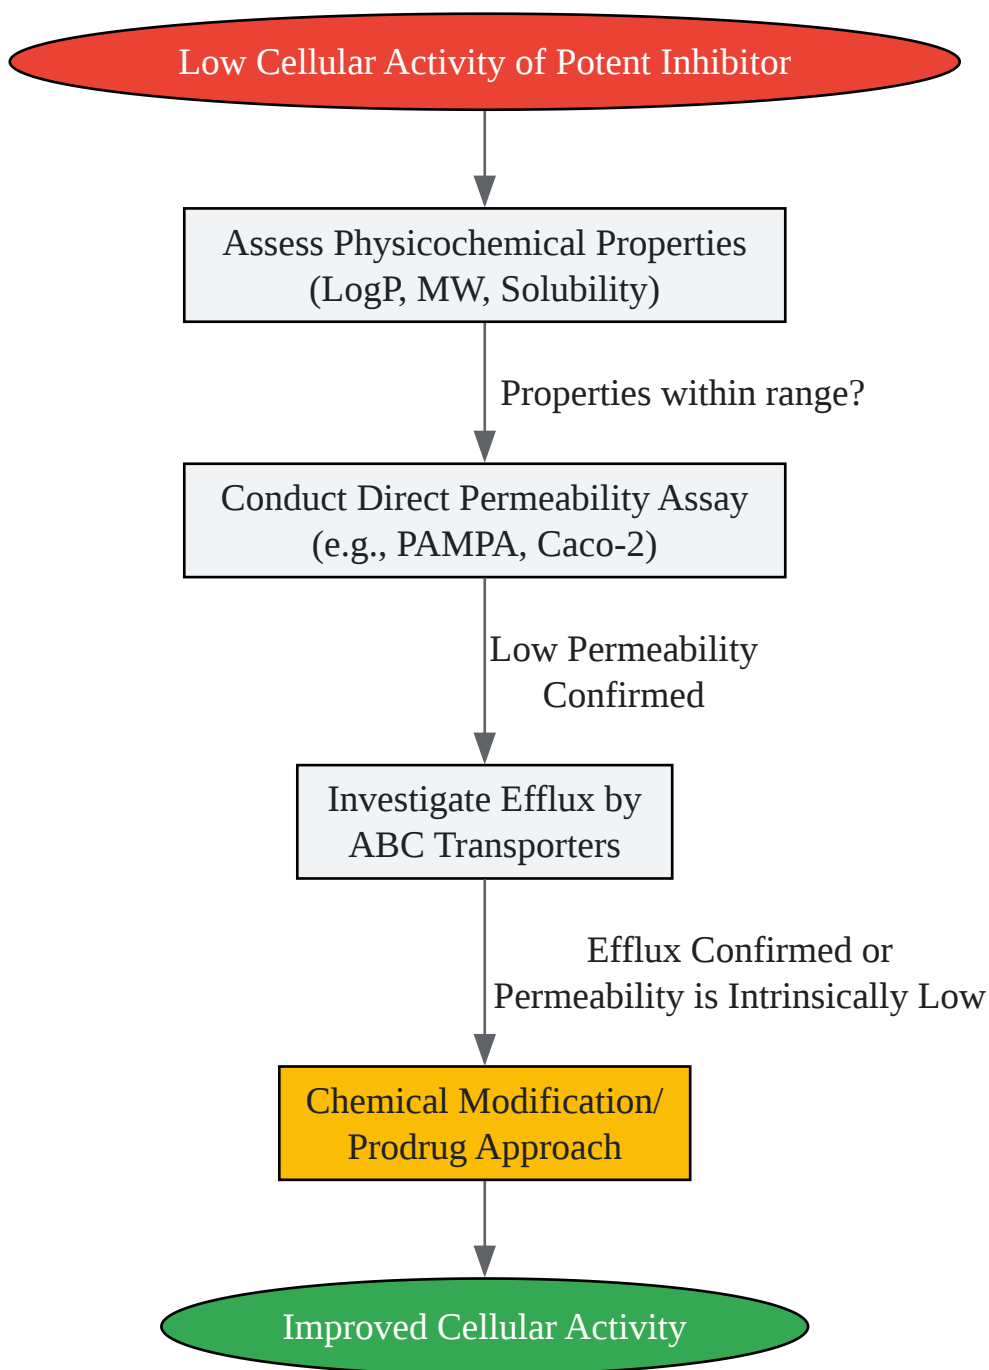 Low Cellular Activity of Potent Inhibitor
Assess Physicochemical Properties
(LogP, MW, Solubility)
Properties within range?
Conduct Direct Permeability Assay
(e.g., PAMPA, Caco-2)
Low Permeability
Confirmed
Investigate Efflux by
ABC Transporters
Efflux Confirmed or
Permeability is Intrinsically Low
Chemical Modification/
Prodrug Approach
Improved Cellular Activity